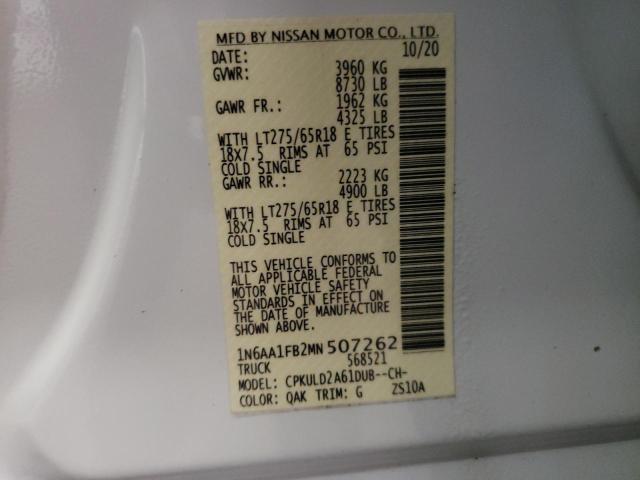 MFD BY NISSAN MOTOR CO., LTD.
DATE: 10/20
GVWR: 3960 KG
8730 LB
GAWR FR.: 1962 KG
4325 LB
WITH LT275/65R18 E TIRES
18x7.5 RIMS AT 65 PSI
COLD SINGLE
GAWR RR.: 2223 KG
4900 LB
WITH LT275/65R18 E TIRES
18x7.5 RIMS AT 65 PSI
COLD SINGLE
THIS VEHICLE CONFORMS TO
ALL APPLICABLE FEDERAL
MOTOR VEHICLE SAFETY
STANDARDS IN EFFECT ON
THE DATE OF MANUFACTURE
SHOWN ABOVE.
1N6AA1FB2MN507262
TRUCK 568521
MODEL: CPKULD2A61DUB--CH-
COLOR: QAK TRIM: G ZS10A